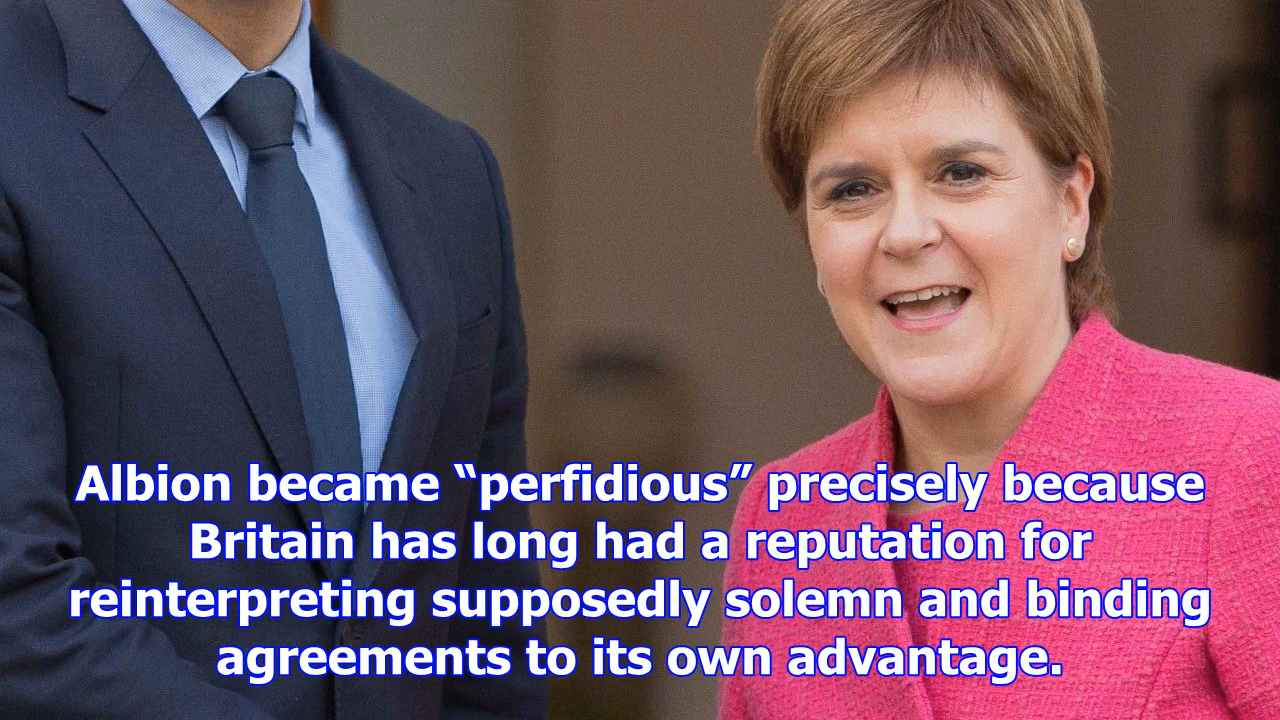 Albion became “perfidious” precisely because
Britain has long had a reputation for
reinterpreting supposedly solemn and binding
agreements to its own advantage.